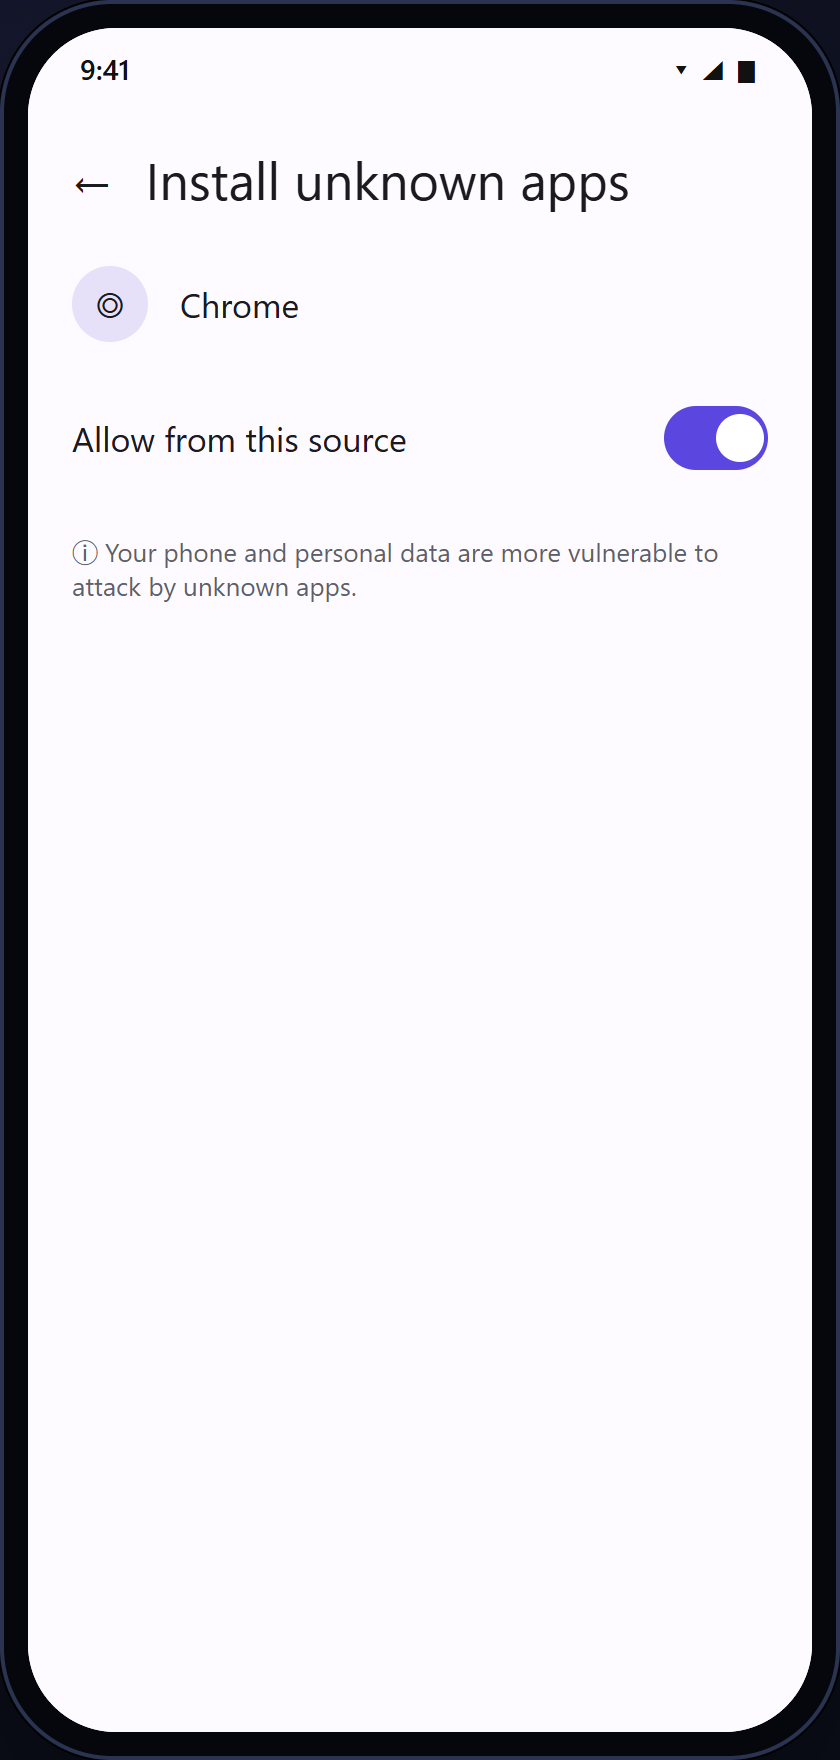 9:41
← Install unknown apps
Chrome
Allow from this source
ⓘ Your phone and personal data are more vulnerable to
attack by unknown apps.